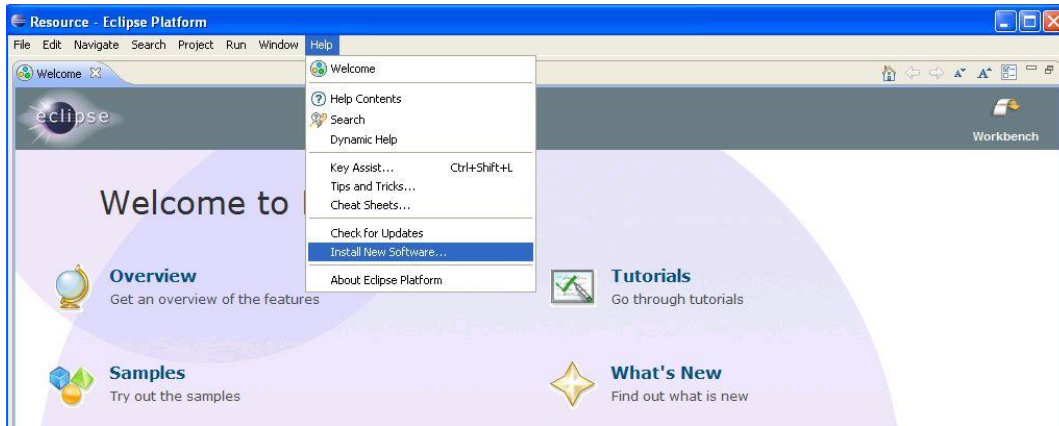 Resource - Eclipse Platform
File Edit Navigate Search Project Run Window Help
Welcome
eclipse
Workbench
Welcome
Help Contents
Search
Dynamic Help
Key Assist... Ctrl+Shift+L
Tips and Tricks...
Cheat Sheets...
Check for Updates
Install New Software...
About Eclipse Platform
Welcome to
Overview
Get an overview of the features
Tutorials
Go through tutorials
Samples
Try out the samples
What's New
Find out what is new